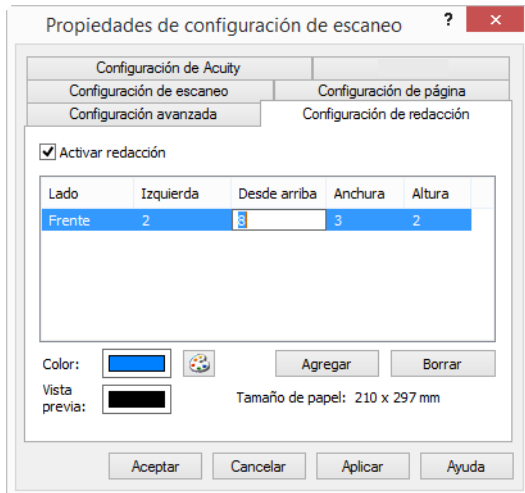 Propiedades de configuración de escaneo ? ×
Configuración de Acuity
Configuración de escaneo Configuración de página
Configuración avanzada Configuración de redacción
Activar redacción
Lado Izquierda Desde arriba Anchura Altura
Frente 2 8 3 2
Color: Agregar Borrar
Vista
previa: Tamaño de papel: 210 x 297 mm
Aceptar Cancelar Aplicar Ayuda